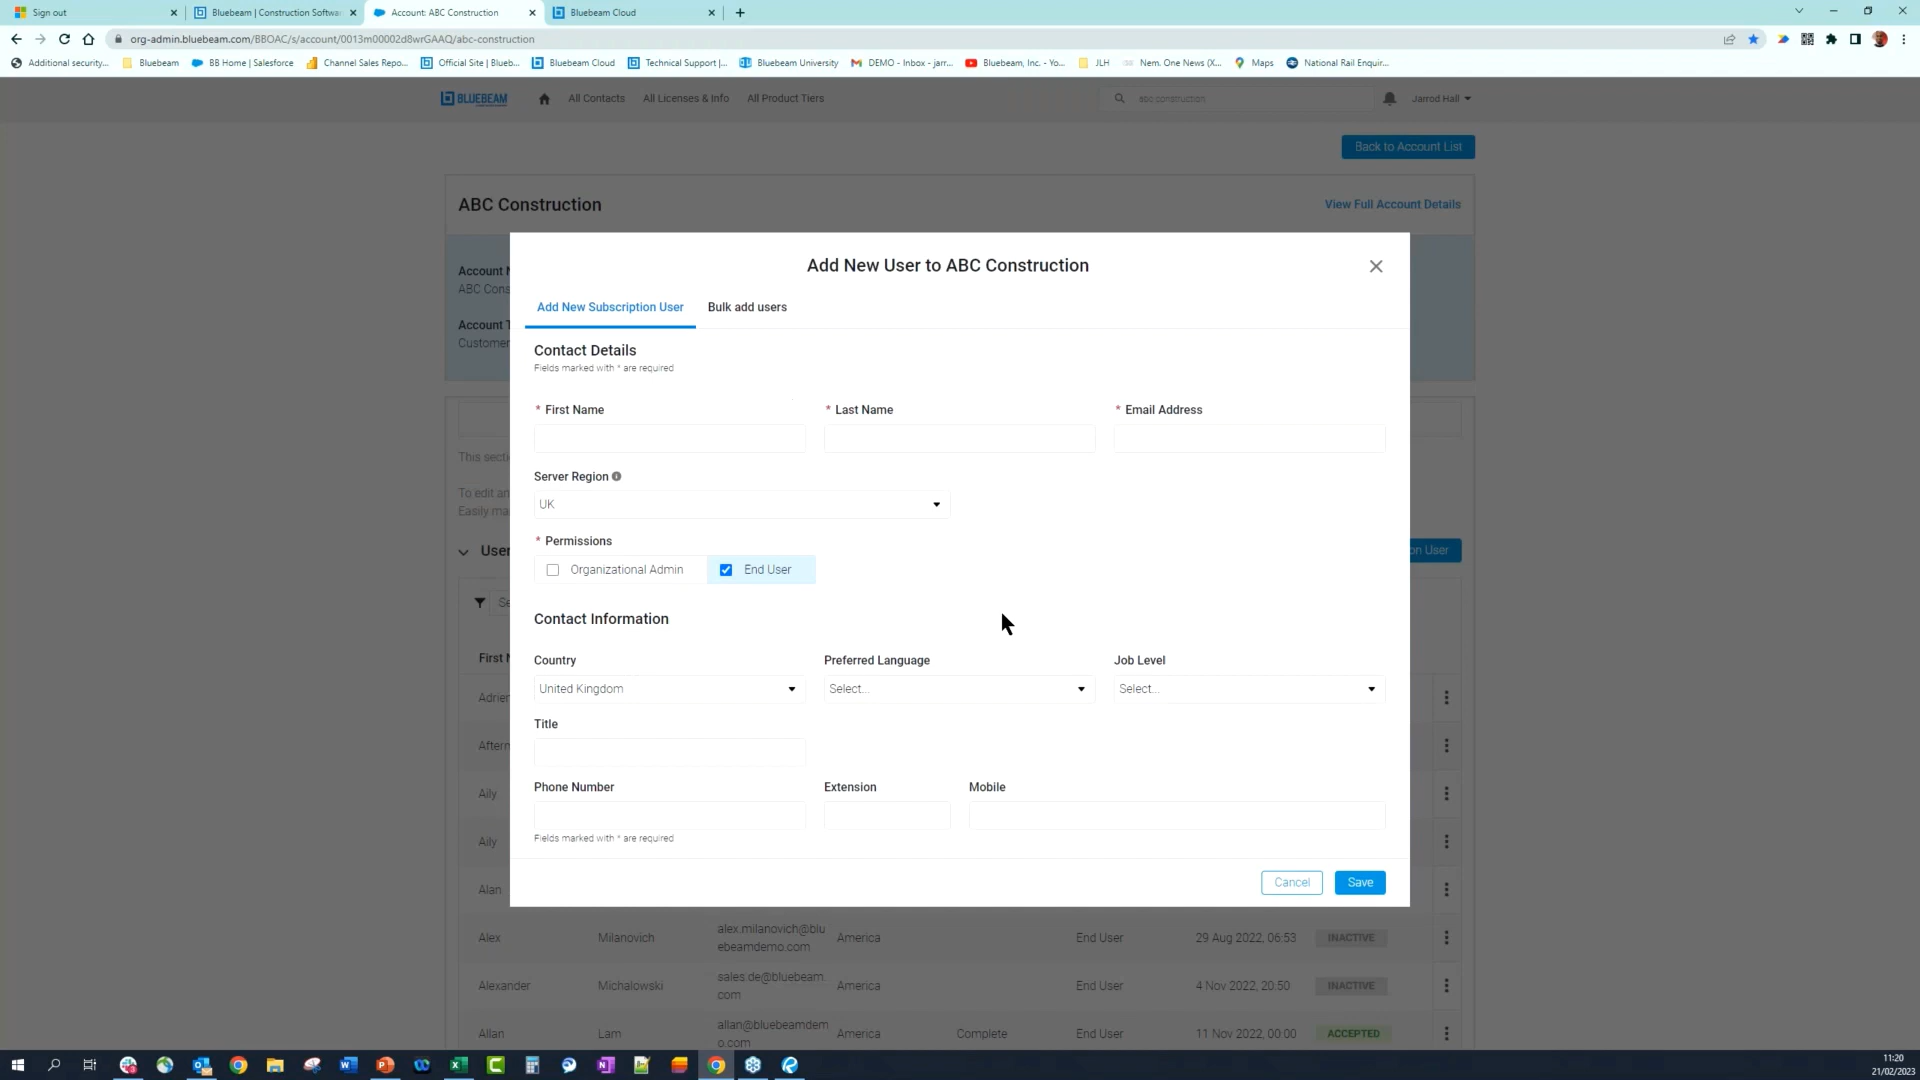 Sign out
Bluebeam | Construction Softwa
Account: ABC Construction
Bluebeam Cloud
org-admin.bluebeam.com/BBOAC/s/account/0013m00002d8wrGAAQ/abc-construction
Additional security...
Bluebeam
BB Home | Salesforce
Channel Sales Repo...
Official Site | Blueb...
Bluebeam Cloud
Technical Support |...
Bluebeam University
DEMO - Inbox - jarr...
Bluebeam, Inc. - Yo...
JLH
Nem. One News (X...
Maps
National Rail Enquir...
BLUEBEAM
All Contacts
All Licenses & Info
All Product Tiers
abc construction
Jarrod Hall
Back to Account List
ABC Construction
View Full Account Details
Account N
ABC Cons
Account T
Customer
Add New User to ABC Construction
Add New Subscription User
Bulk add users
Contact Details
Fields marked with * are required
* First Name
* Last Name
* Email Address
This secti
Server Region
To edit an
UK
Easily ma
* Permissions
User
on User
Organizational Admin
End User
Se
Contact Information
First N
Country
Preferred Language
Job Level
United Kingdom
Select...
Select...
Adrien
Title
Aftern
Phone Number
Extension
Mobile
Aily
Fields marked with * are required
Aily
Cancel
Save
Alan
Alex
Milanovich
alex.milanovich@blu
ebeamdemo.com
America
End User
29 Aug 2022, 06:53
INACTIVE
Alexander
Michalowski
sales.de@bluebeam.
com
America
End User
4 Nov 2022, 20:50
INACTIVE
Allan
Lam
allan@bluebeamdem
o.com
America
Complete
End User
11 Nov 2022, 00:00
ACCEPTED
11:20
21/02/2023